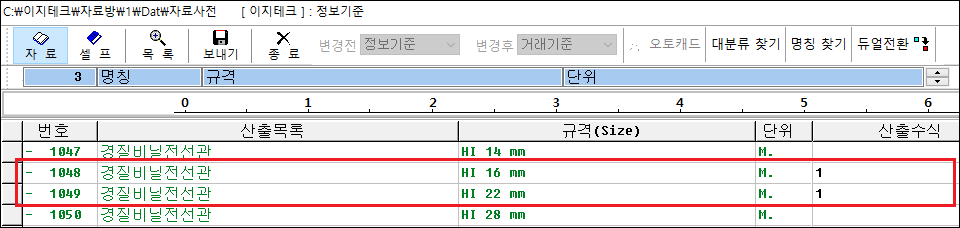 C:\이지테크\자료방\1\Dat\자료사전 [ 이지테크 ] : 정보기준
자 료 셀 프 목 록 보내기 종 료 변경전 정보기준 변경후 거래기준 오토캐드 대분류 찾기 명칭 찾기 듀얼전환
3 명칭 규격 단위
0 1 2 3 4 5 6
번호 산출목록 규격(Size) 단위 산출수식
- 1047 경질비닐전선관 HI 14 mm M.
- 1048 경질비닐전선관 HI 16 mm M. 1
- 1049 경질비닐전선관 HI 22 mm M. 1
- 1050 경질비닐전선관 HI 28 mm M.